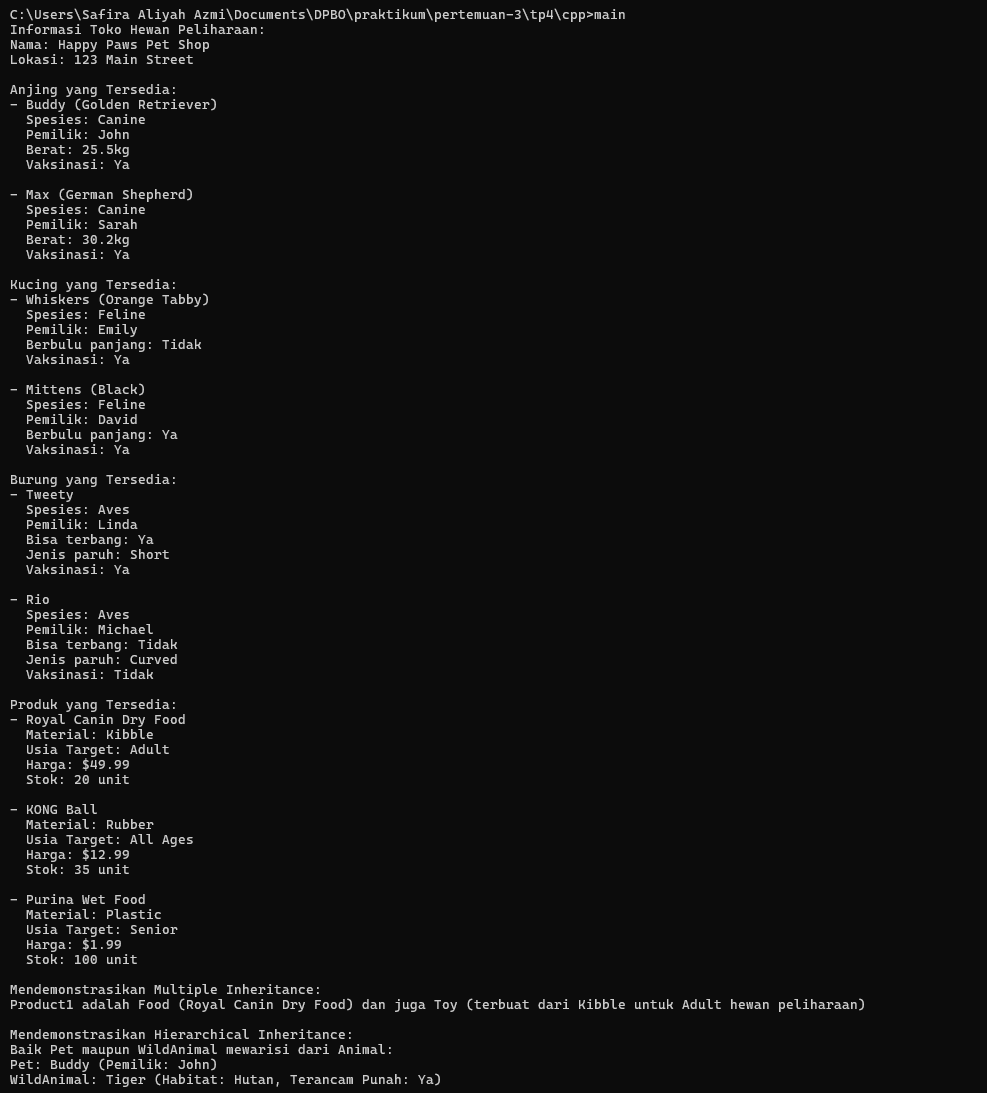 C:\Users\Safira Aliyah Azmi\Documents\DPBO\praktikum\pertemuan-3\tp4\cpp>main
Informasi Toko Hewan Peliharaan:
Nama: Happy Paws Pet Shop
Lokasi: 123 Main Street

Anjing yang Tersedia:
- Buddy (Golden Retriever)
  Spesies: Canine
  Pemilik: John
  Berat: 25.5kg
  Vaksinasi: Ya

- Max (German Shepherd)
  Spesies: Canine
  Pemilik: Sarah
  Berat: 30.2kg
  Vaksinasi: Ya

Kucing yang Tersedia:
- Whiskers (Orange Tabby)
  Spesies: Feline
  Pemilik: Emily
  Berbulu panjang: Tidak
  Vaksinasi: Ya

- Mittens (Black)
  Spesies: Feline
  Pemilik: David
  Berbulu panjang: Ya
  Vaksinasi: Ya

Burung yang Tersedia:
- Tweety
  Spesies: Aves
  Pemilik: Linda
  Bisa terbang: Ya
  Jenis paruh: Short
  Vaksinasi: Ya

- Rio
  Spesies: Aves
  Pemilik: Michael
  Bisa terbang: Tidak
  Jenis paruh: Curved
  Vaksinasi: Tidak

Produk yang Tersedia:
- Royal Canin Dry Food
  Material: Kibble
  Usia Target: Adult
  Harga: $49.99
  Stok: 20 unit

- KONG Ball
  Material: Rubber
  Usia Target: All Ages
  Harga: $12.99
  Stok: 35 unit

- Purina Wet Food
  Material: Plastic
  Usia Target: Senior
  Harga: $1.99
  Stok: 100 unit

Mendemonstrasikan Multiple Inheritance:
Product1 adalah Food (Royal Canin Dry Food) dan juga Toy (terbuat dari Kibble untuk Adult hewan peliharaan)

Mendemonstrasikan Hierarchical Inheritance:
Baik Pet maupun WildAnimal mewarisi dari Animal:
Pet: Buddy (Pemilik: John)
WildAnimal: Tiger (Habitat: Hutan, Terancam Punah: Ya)